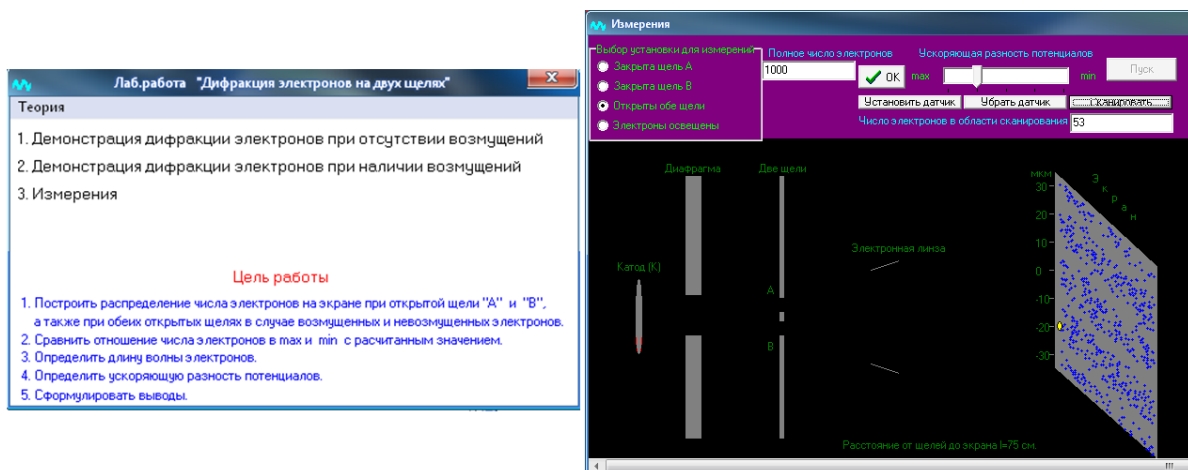 Лаб.работа "Дифракция электронов на двух щелях"
Теория
1. Демонстрация дифракции электронов при отсутствии возмущений
2. Демонстрация дифракции электронов при наличии возмущений
3. Измерения
Цель работы
1. Построить распределение числа электронов на экране при открытой щели "А" и "В",
а также при обеих открытых щелях в случае возмущенных и невозмущенных электронов.
2. Сравнить отношение числа электронов в max и min с расчитанным значением.
3. Определить длину волны электронов.
4. Определить ускоряющую разность потенциалов.
5. Сформулировать выводы.
Измерения
Выбор установки для измерений
Закрыта щель А
Закрыта щель В
Открыты обе щели
Электроны освещены
Полное число электронов
1000
OK
Ускоряющая разность потенциалов
max
min
Пуск
Установить датчик
Убрать датчик
Сканировать
Число электронов в области сканирования
53
Диафрагма
Две щели
Катод (К)
А
В
Электронная линза
мкм
30
20
10
0
-10
-20
-30
Экран
Расстояние от щелей до экрана l=75 см.